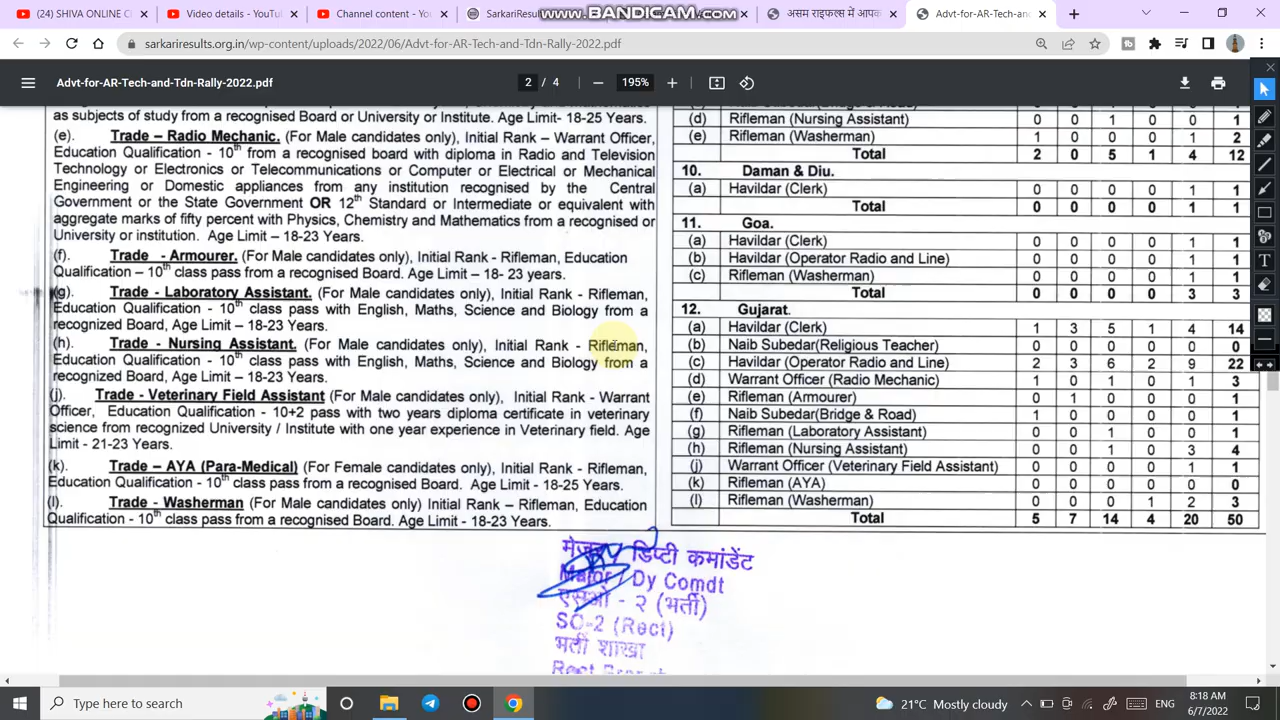 (24) SHIVA ONLINE C
Video details - YouTu
Channel content - Yo
SarkariResu
www.BANDICAM.com
असम राइफल्स में आपक
Advt-for-AR-Tech-and
sarkariresults.org.in/wp-content/uploads/2022/06/Advt-for-AR-Tech-and-Tdn-Rally-2022.pdf
Advt-for-AR-Tech-and-Tdn-Rally-2022.pdf
2 / 4
195%
as subjects of study from a recognised Board or University or Institute. Age Limit- 18-25 Years.
(e). Trade – Radio Mechanic. (For Male candidates only), Initial Rank – Warrant Officer,
Education Qualification - 10th from a recognised board with diploma in Radio and Television
Technology or Electronics or Telecommunications or Computer or Electrical or Mechanical
Engineering or Domestic appliances from any institution recognised by the Central
Government or the State Government OR 12th Standard or Intermediate or equivalent with
aggregate marks of fifty percent with Physics, Chemistry and Mathematics from a recognised or
University or institution. Age Limit – 18-23 Years.
(f). Trade - Armourer. (For Male candidates only), Initial Rank - Rifleman, Education
Qualification – 10th class pass from a recognised Board. Age Limit – 18- 23 years.
(g). Trade - Laboratory Assistant. (For Male candidates only), Initial Rank - Rifleman,
Education Qualification - 10th class pass with English, Maths, Science and Biology from a
recognized Board, Age Limit – 18-23 Years.
(h). Trade - Nursing Assistant. (For Male candidates only), Initial Rank - Rifleman,
Education Qualification - 10th class pass with English, Maths, Science and Biology from a
recognized Board, Age Limit – 18-23 Years.
(j). Trade - Veterinary Field Assistant (For Male candidates only), Initial Rank - Warrant
Officer, Education Qualification - 10+2 pass with two years diploma certificate in veterinary
science from recognized University / Institute with one year experience in Veterinary field. Age
Limit - 21-23 Years.
(k). Trade – AYA (Para-Medical) (For Female candidates only), Initial Rank - Rifleman,
Education Qualification - 10th class pass from a recognised Board. Age Limit - 18-25 Years.
(l). Trade - Washerman (For Male candidates only) Initial Rank – Rifleman, Education
Qualification - 10th class pass from a recognised Board. Age Limit - 18-23 Years.
(d) Rifleman (Nursing Assistant) 0 0 1 0 0 1
(e) Rifleman (Washerman) 1 0 0 0 1 2
Total 2 0 5 1 4 12
10. Daman & Diu.
(a) Havildar (Clerk) 0 0 0 0 1 1
Total 0 0 0 0 1 1
11. Goa.
(a) Havildar (Clerk) 0 0 0 0 1 1
(b) Havildar (Operator Radio and Line) 0 0 0 0 1 1
(c) Rifleman (Washerman) 0 0 0 0 1 1
Total 0 0 0 0 3 3
12. Gujarat.
(a) Havildar (Clerk) 1 3 5 1 4 14
(b) Naib Subedar(Religious Teacher) 0 0 0 0 0 0
(c) Havildar (Operator Radio and Line) 2 3 6 2 9 22
(d) Warrant Officer (Radio Mechanic) 1 0 1 0 1 3
(e) Rifleman (Armourer) 0 1 0 0 0 1
(f) Naib Subedar(Bridge & Road) 1 0 0 0 0 1
(g) Rifleman (Laboratory Assistant) 0 0 1 0 0 1
(h) Rifleman (Nursing Assistant) 0 0 1 0 3 4
(j) Warrant Officer (Veterinary Field Assistant) 0 0 0 0 1 1
(k) Rifleman (AYA) 0 0 0 0 0 0
(l) Rifleman (Washerman) 0 0 0 1 2 3
Total 5 7 14 4 20 50
डिप्टी कमांडेंट
Major / Dy Comdt
एसओ - २ (भर्ती)
SO-2 (Rect)
भर्ती शाखा
Type here to search
21°C Mostly cloudy
ENG
8:18 AM
6/7/2022